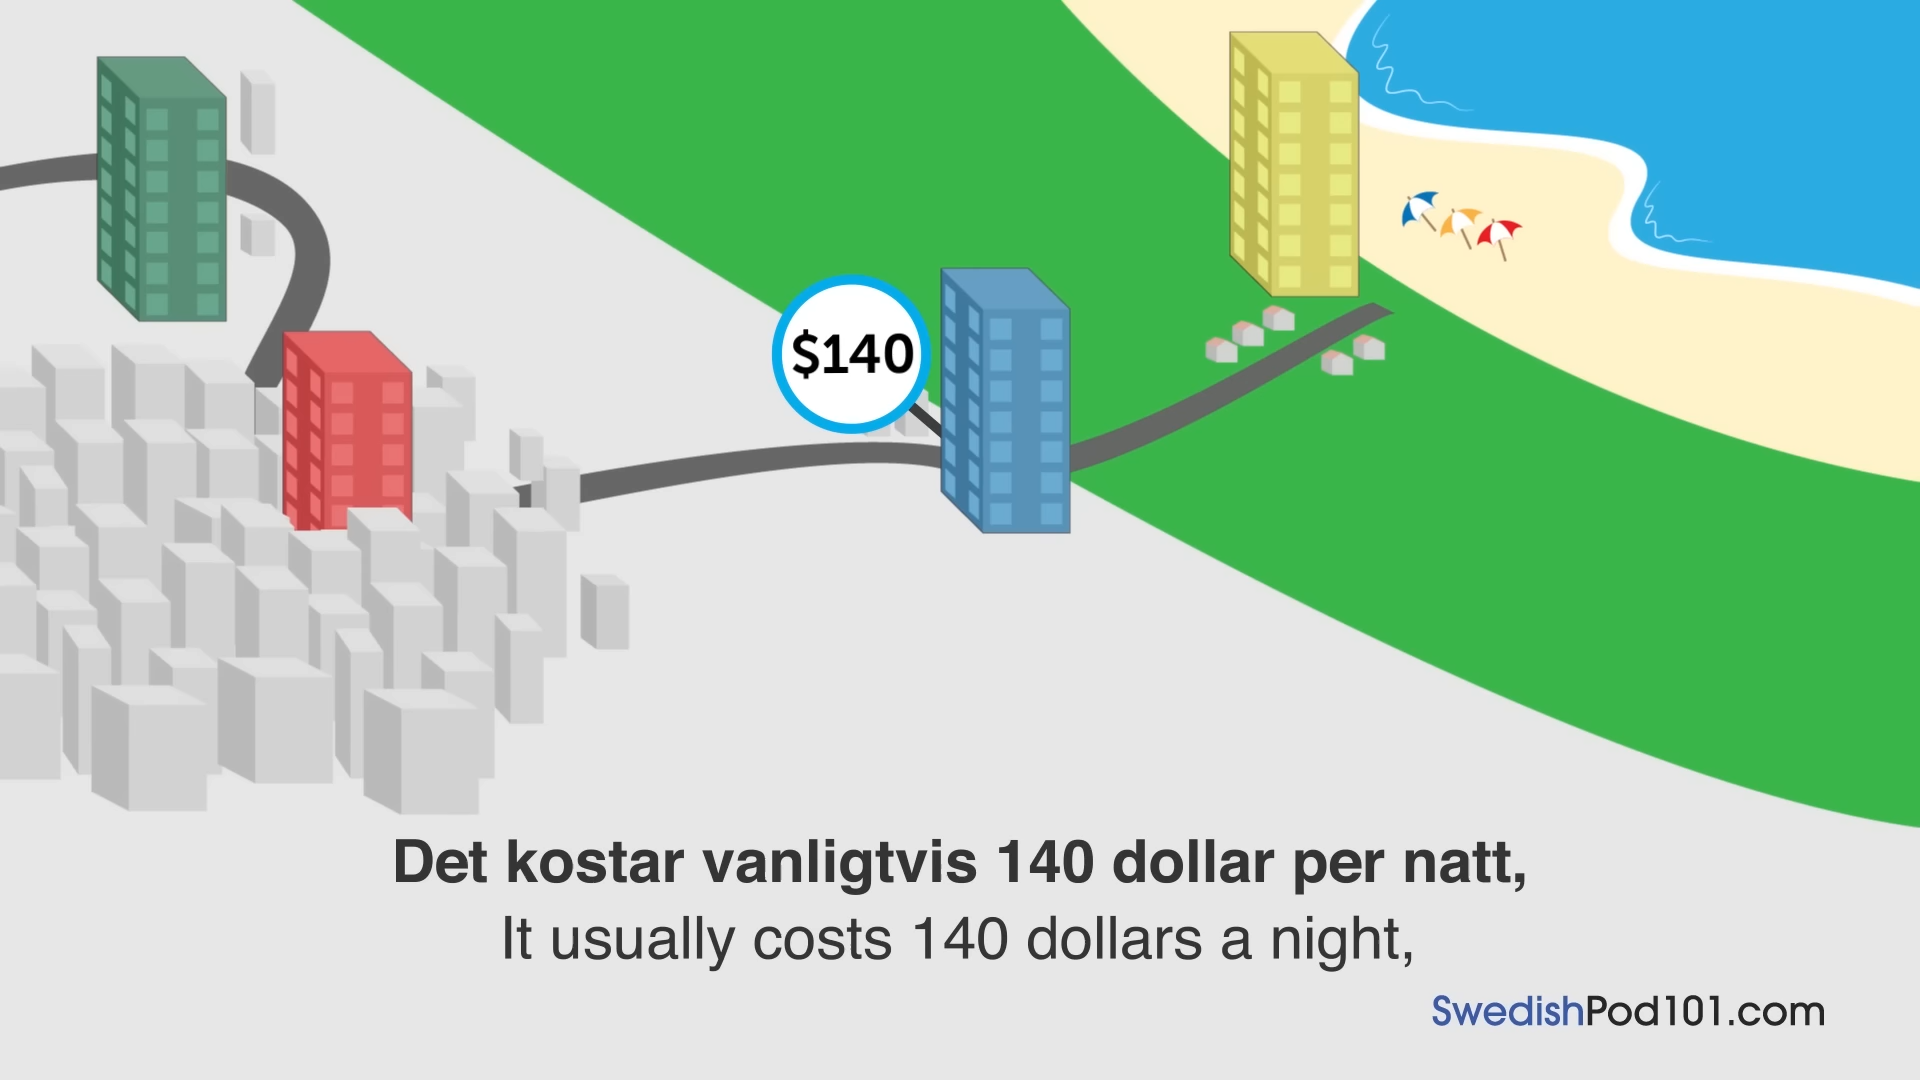 $140
Det kostar vanligtvis 140 dollar per natt,
It usually costs 140 dollars a night,
SwedishPod101.com